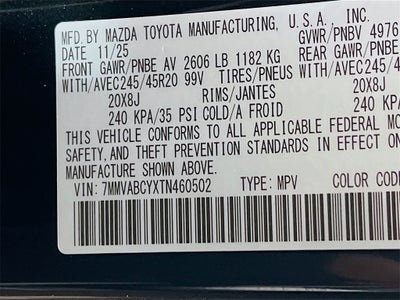 MFD.BY MAZDA TOYOTA MANUFACTURING, U.S.A., INC.
DATE 11/25 GVWR/PNBV 4976
FRONT GAWR/PNBE AV 2606 LB 1182 KG REAR GAWR/PNBE
WITH/AVEC245/45R20 99V TIRES/PNEUS WITH/AVEC245
20X8J RIMS/JANTES 20X8J
240 KPA/35 PSI COLD/A FROID 240 KPA/
THIS VEHICLE CONFORMS TO ALL APPLICABLE FEDERAL MO
SAFETY,AND THEFT PREVENTION STANDARDS IN EFFECT ON
MANUFACTURE SHOWN ABOVE.
VIN: 7MMVABCYXTN460502 TYPE: MPV COLOR CODE